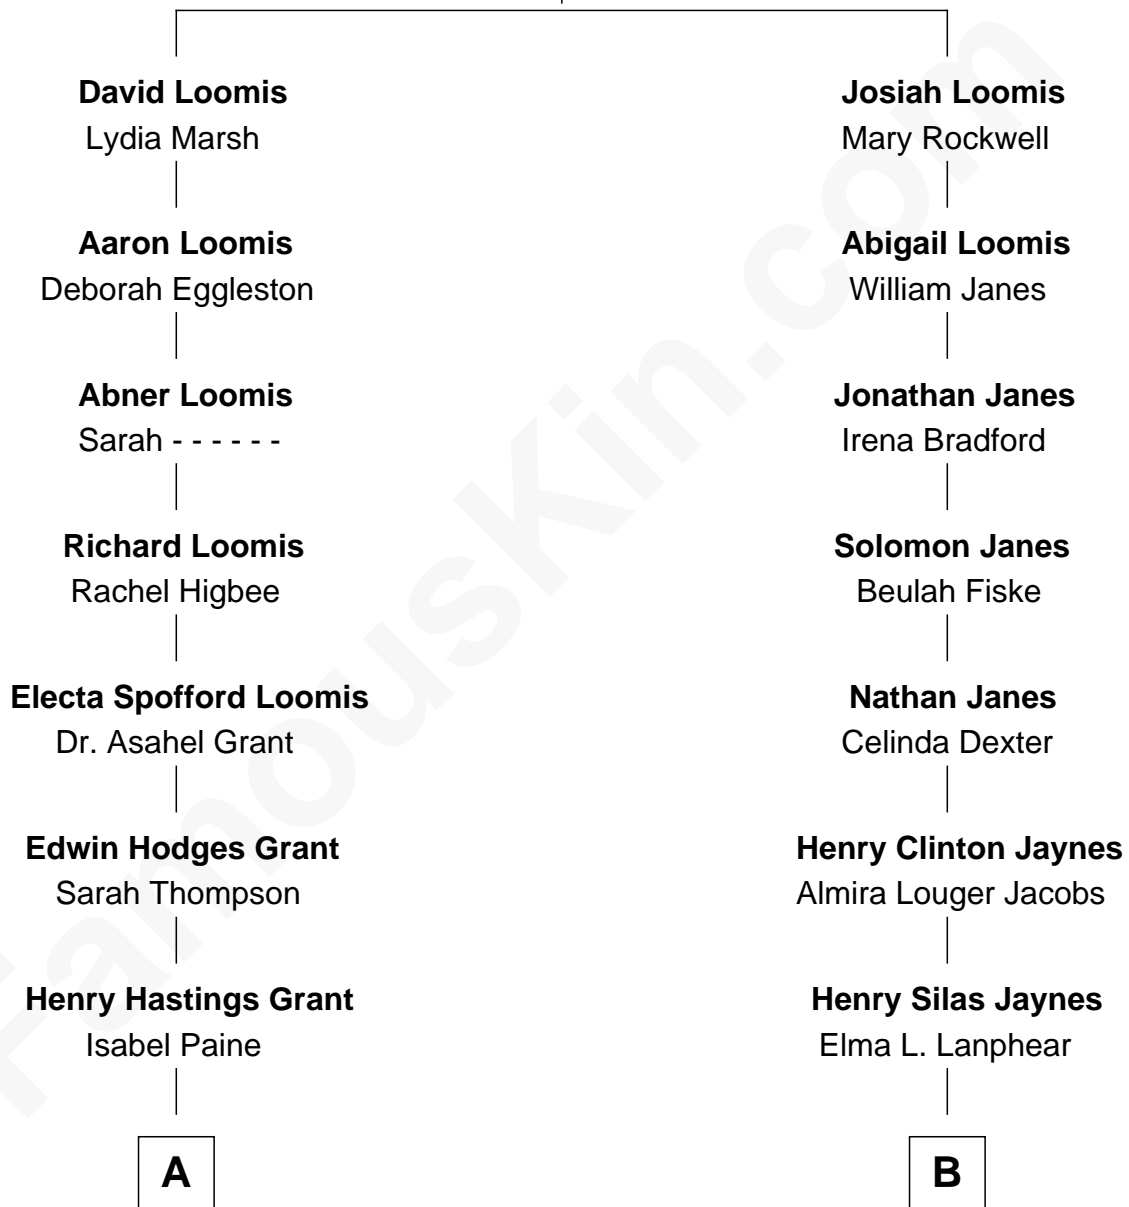 David Loomis
Lydia Marsh
Aaron Loomis
Deborah Eggleston
Abner Loomis
Sarah - - - - - -
Richard Loomis
Rachel Higbee
Electa Spofford Loomis
Dr. Asahel Grant
Edwin Hodges Grant
Sarah Thompson
Henry Hastings Grant
Isabel Paine
A
Josiah Loomis
Mary Rockwell
Abigail Loomis
William Janes
Jonathan Janes
Irena Bradford
Solomon Janes
Beulah Fiske
Nathan Janes
Celinda Dexter
Henry Clinton Jaynes
Almira Louger Jacobs
Henry Silas Jaynes
Elma L. Lanphear
B
FamousKin.com